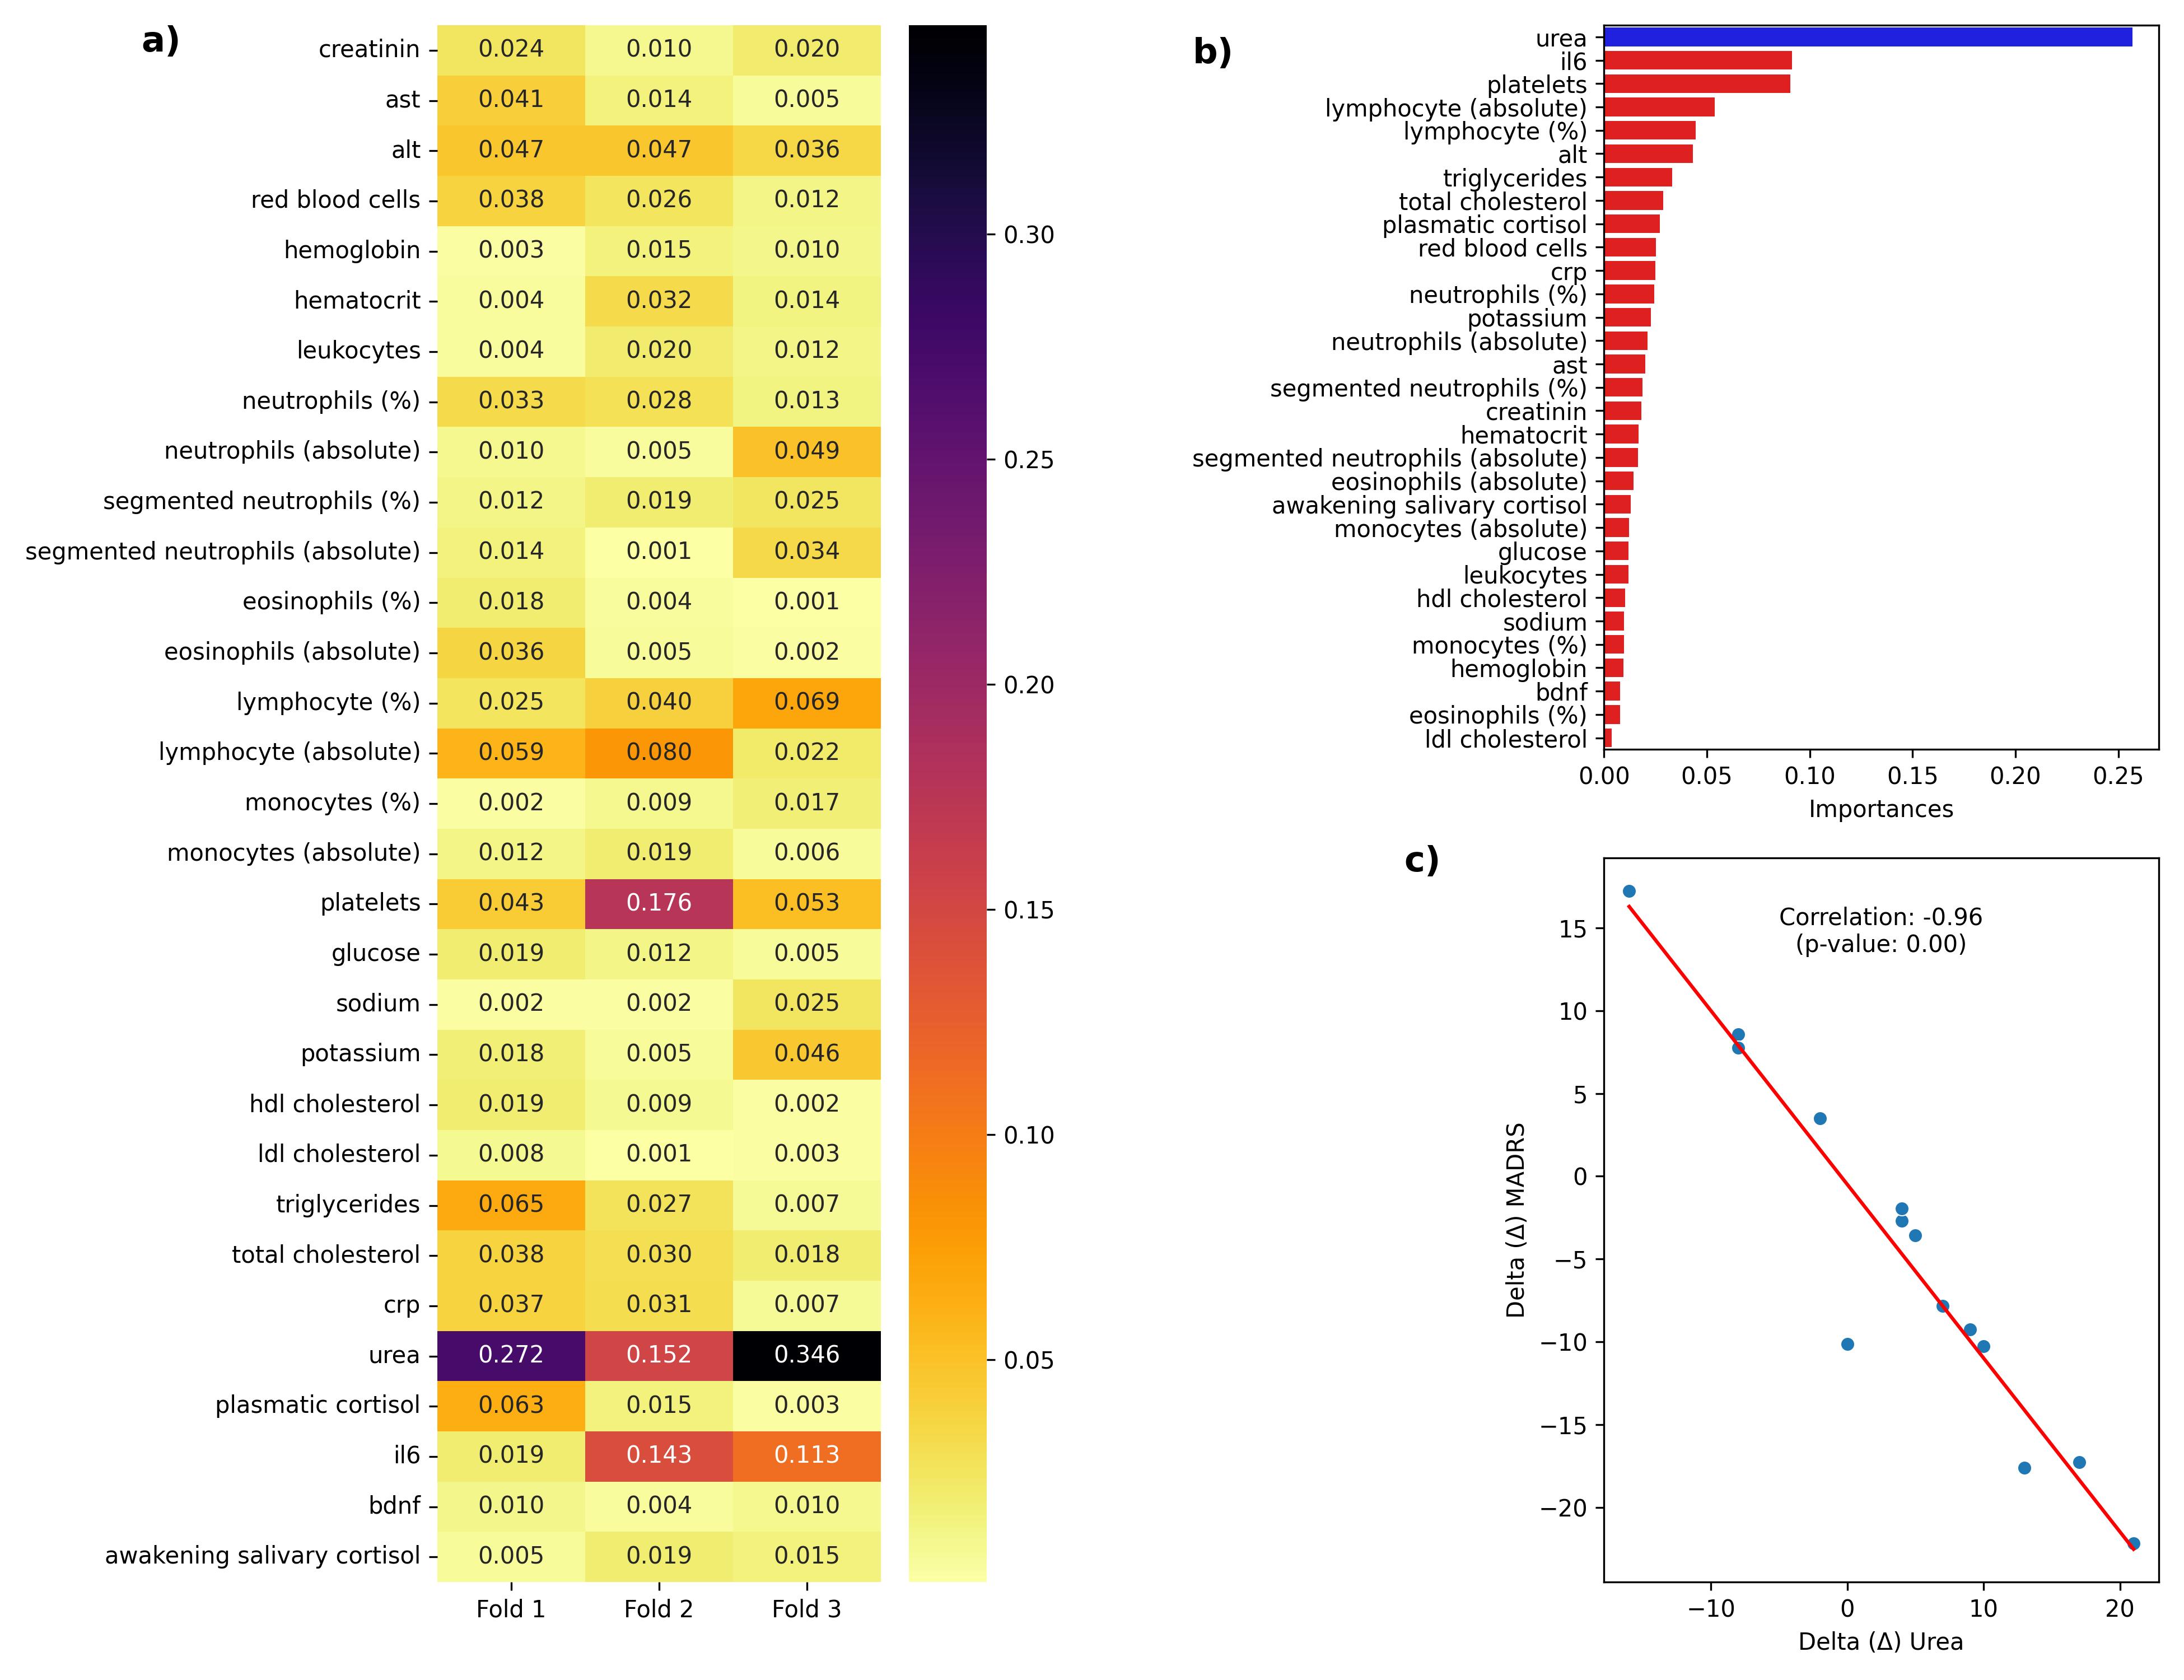 a)
creatinin 0.024 0.010 0.020
ast 0.041 0.014 0.005
alt 0.047 0.047 0.036
red blood cells 0.038 0.026 0.012
hemoglobin 0.003 0.015 0.010
hematocrit 0.004 0.032 0.014
leukocytes 0.004 0.020 0.012
neutrophils (%) 0.033 0.028 0.013
neutrophils (absolute) 0.010 0.005 0.049
segmented neutrophils (%) 0.012 0.019 0.025
segmented neutrophils (absolute) 0.014 0.001 0.034
eosinophils (%) 0.018 0.004 0.001
eosinophils (absolute) 0.036 0.005 0.002
lymphocyte (%) 0.025 0.040 0.069
lymphocyte (absolute) 0.059 0.080 0.022
monocytes (%) 0.002 0.009 0.017
monocytes (absolute) 0.012 0.019 0.006
platelets 0.043 0.176 0.053
glucose 0.019 0.012 0.005
sodium 0.002 0.002 0.025
potassium 0.018 0.005 0.046
hdl cholesterol 0.019 0.009 0.002
ldl cholesterol 0.008 0.001 0.003
triglycerides 0.065 0.027 0.007
total cholesterol 0.038 0.030 0.018
crp 0.037 0.031 0.007
urea 0.272 0.152 0.346
plasmatic cortisol 0.063 0.015 0.003
il6 0.019 0.143 0.113
bdnf 0.010 0.004 0.010
awakening salivary cortisol 0.005 0.019 0.015
Fold 1 Fold 2 Fold 3
0.30
0.25
0.20
0.15
0.10
0.05
b)
urea
il6
platelets
lymphocyte (absolute)
lymphocyte (%)
alt
triglycerides
total cholesterol
plasmatic cortisol
red blood cells
crp
neutrophils (%)
potassium
neutrophils (absolute)
ast
segmented neutrophils (%)
creatinin
hematocrit
segmented neutrophils (absolute)
eosinophils (absolute)
awakening salivary cortisol
monocytes (absolute)
glucose
leukocytes
hdl cholesterol
sodium
monocytes (%)
hemoglobin
bdnf
eosinophils (%)
ldl cholesterol
0.00 0.05 0.10 0.15 0.20 0.25
Importances
c)
Correlation: -0.96
(p-value: 0.00)
Delta (Δ) MADRS
15
10
5
0
−5
−10
−15
−20
−10 0 10 20
Delta (Δ) Urea